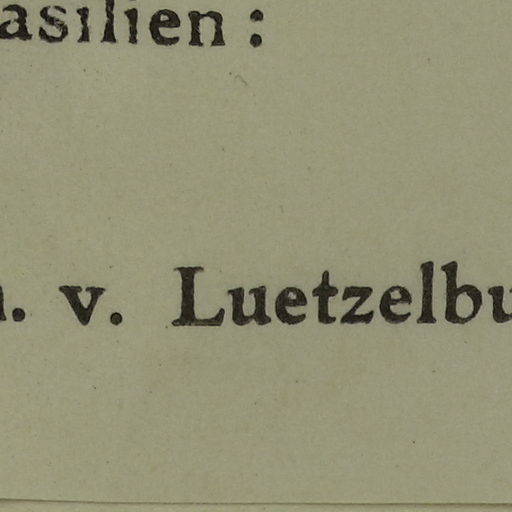 asilien:
. v. Luetzelbu